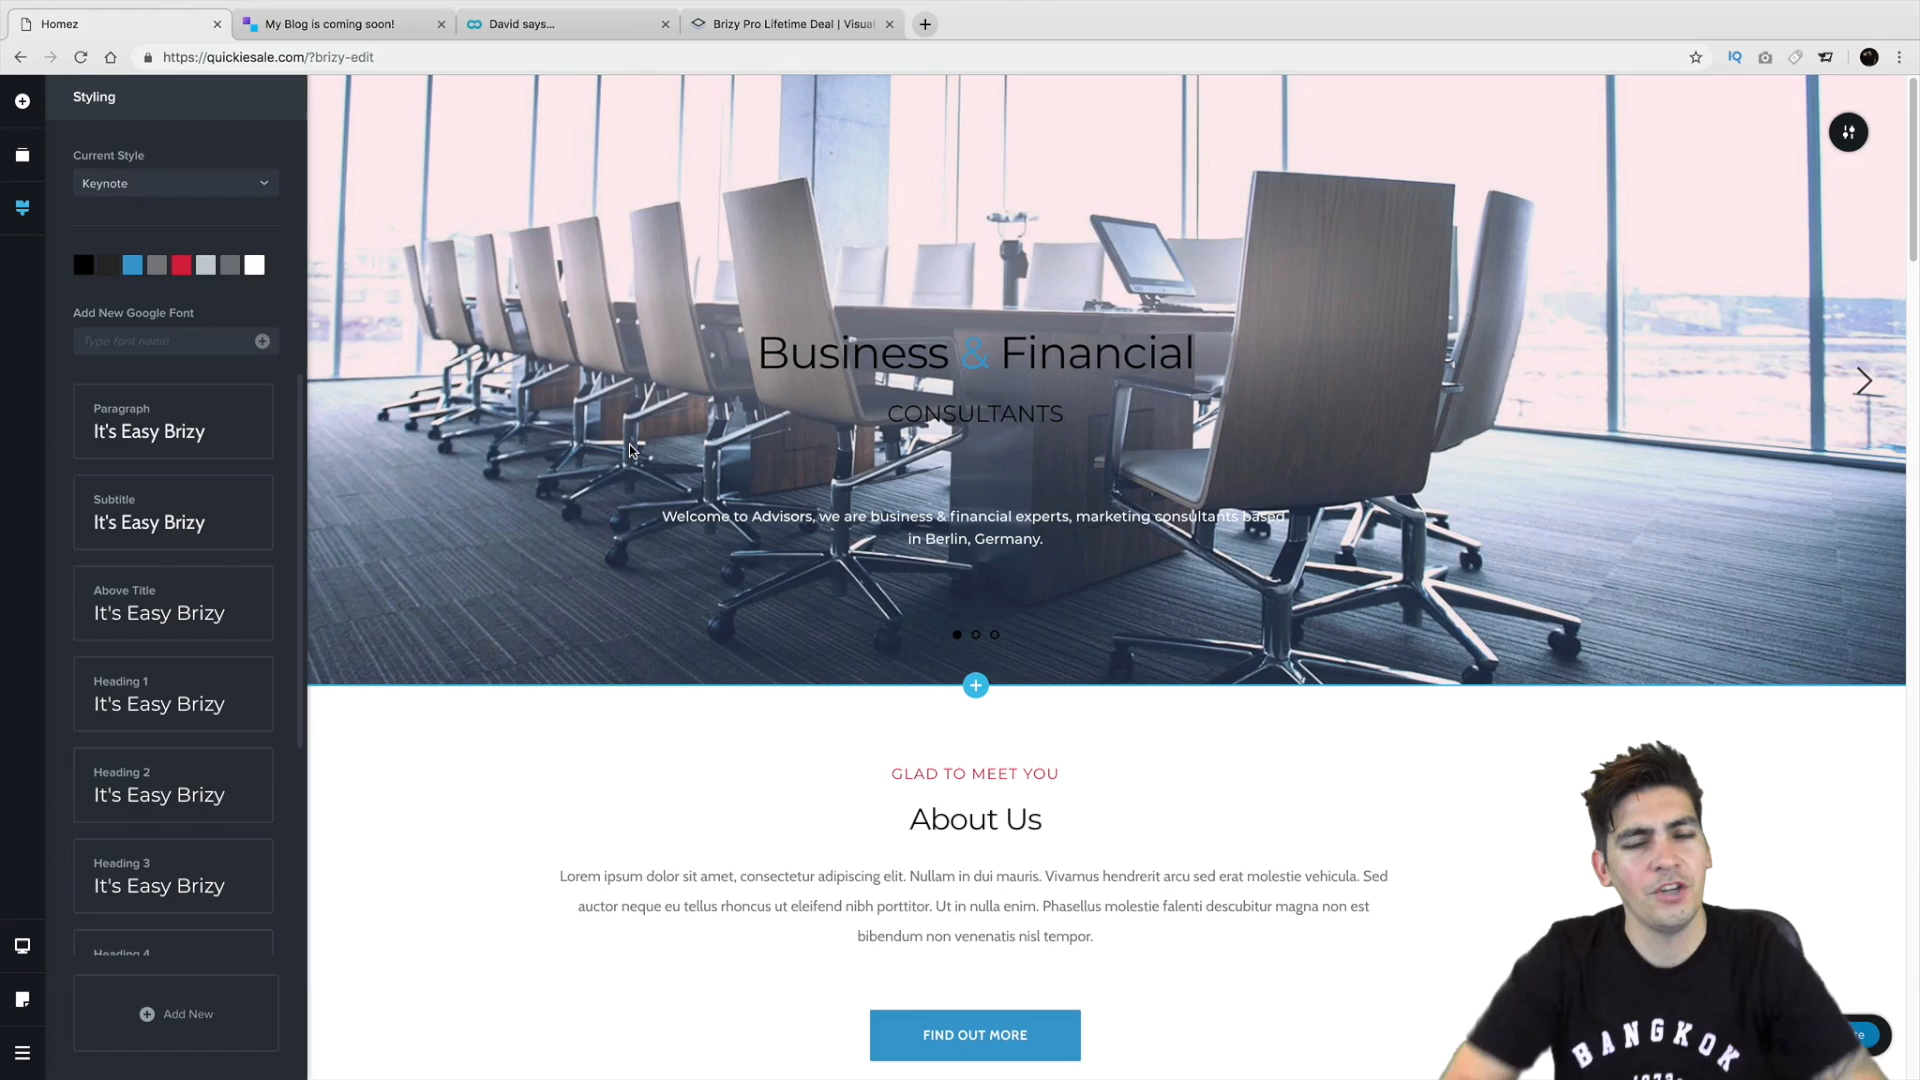 Homez
My Blog is coming soon!
David says...
Brizy Pro Lifetime Deal | Visual
https://quickiesale.com/?brizy-edit
IQ
Styling
Current Style
Keynote
Add New Google Font
Type font name
Paragraph
It's Easy Brizy
Subtitle
It's Easy Brizy
Above Title
It's Easy Brizy
Heading 1
It's Easy Brizy
Heading 2
It's Easy Brizy
Heading 3
It's Easy Brizy
Heading 4
Add New
Business & Financial
CONSULTANTS
Welcome to Advisors, we are business & financial experts, marketing consultants based
in Berlin, Germany.
GLAD TO MEET YOU
About Us
Lorem ipsum dolor sit amet, consectetur adipiscing elit. Nullam in dui mauris. Vivamus hendrerit arcu sed erat molestie vehicula. Sed
auctor neque eu tellus rhoncus ut eleifend nibh porttitor. Ut in nulla enim. Phasellus molestie falenti descubitur magna non est
bibendum non venenatis nisl tempor.
FIND OUT MORE
BANGKOK